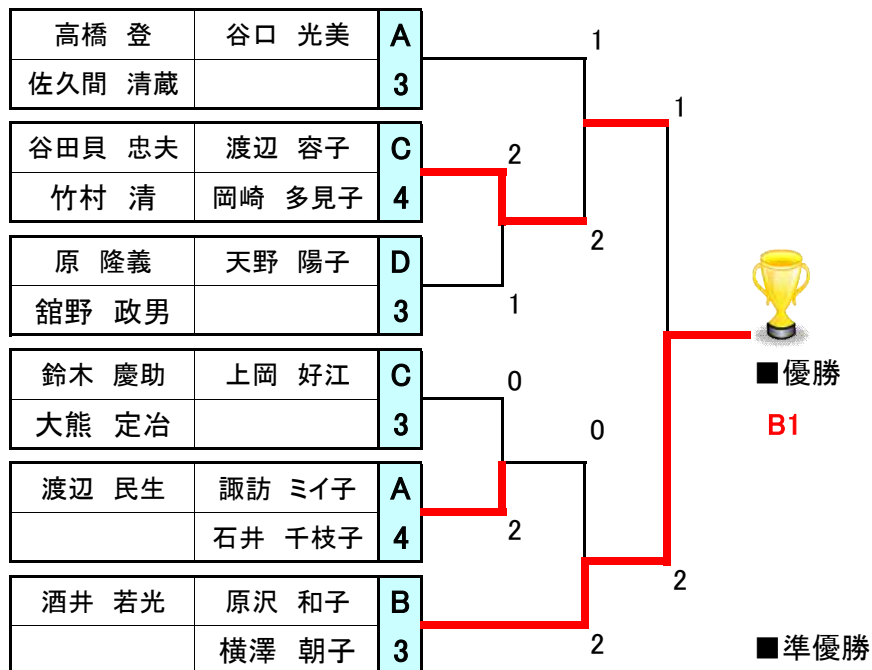 高橋 登 谷口 光美 A
佐久間 清蔵 3
1
谷田貝 忠夫 渡辺 容子 C
竹村 清 岡崎 多見子 4
2
1
2
原 隆義 天野 陽子 D
舘野 政男 3
1
鈴木 慶助 上岡 好江 C
大熊 定冶 3
0
0
■優勝
B1
渡辺 民生 諏訪 ミイ子 A
石井 千枝子 4
2
酒井 若光 原沢 和子 B
横澤 朝子 3
2
2
■準優勝